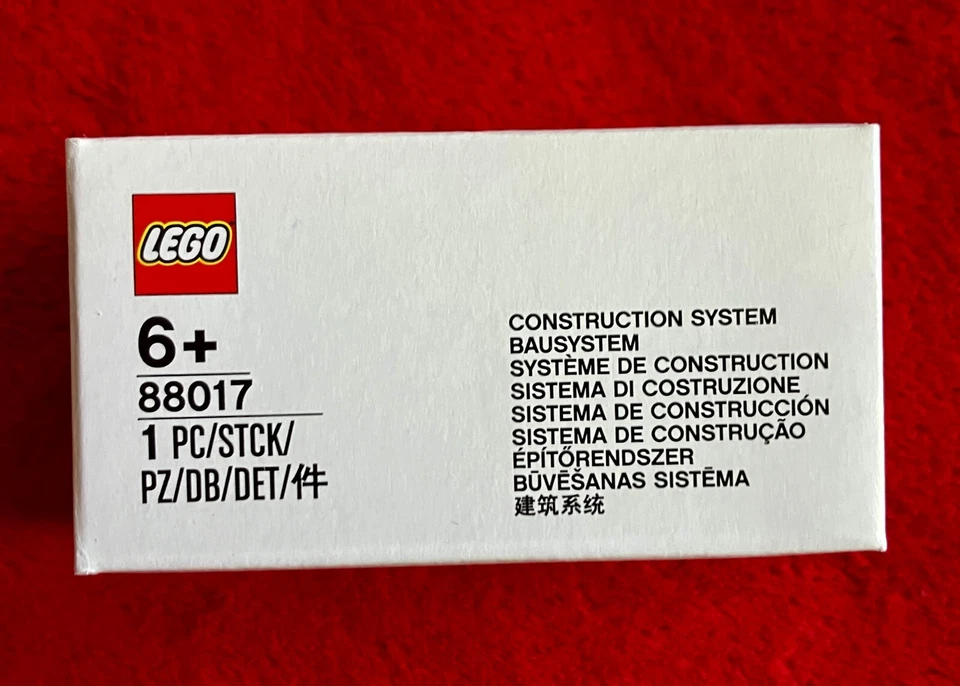 LEGO
6+
88017
1 PC/STCK/
PZ/DB/DET/件
CONSTRUCTION SYSTEM
BAUSYSTEM
SYSTÈME DE CONSTRUCTION
SISTEMA DI COSTRUZIONE
SISTEMA DE CONSTRUCCIÓN
SISTEMA DE CONSTRUÇÃO
ÉPÍTŐRENDSZER
BŪVĒŠANAS SISTĒMA
建筑系统